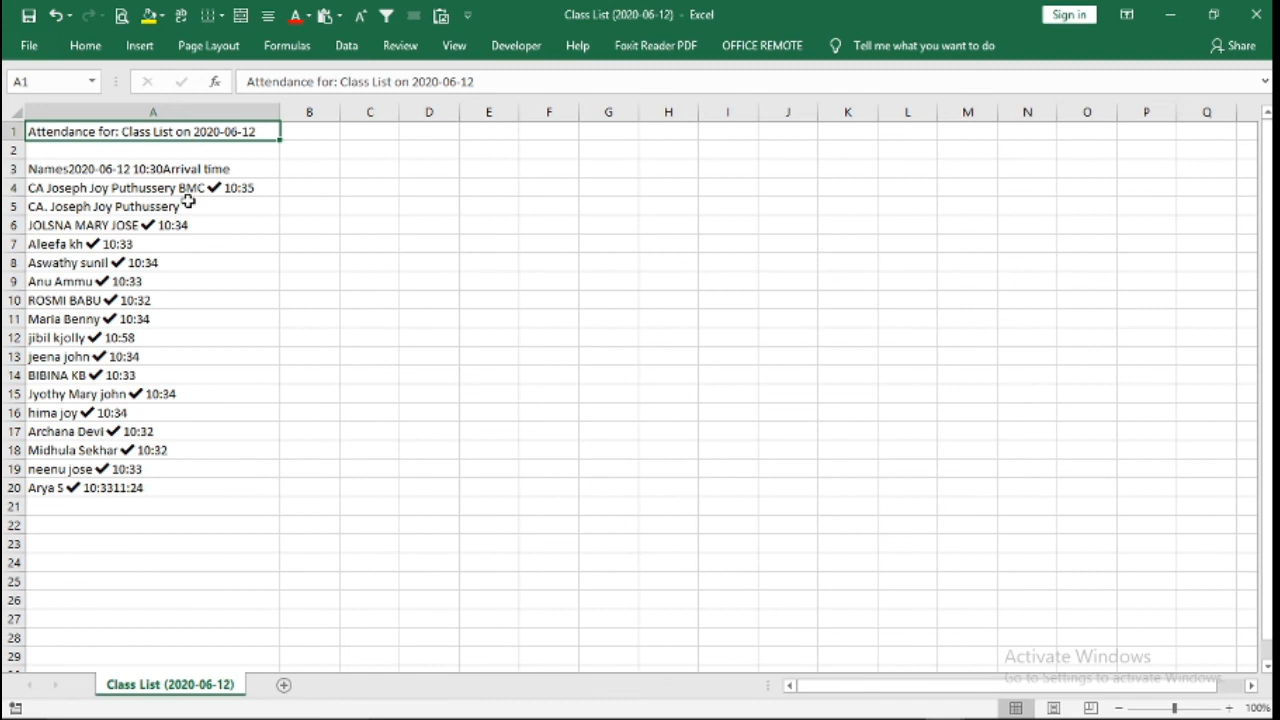 Class List (2020-06-12) - Excel
Sign in
File Home Insert Page Layout Formulas Data Review View Developer Help Foxit Reader PDF OFFICE REMOTE Tell me what you want to do Share
A1 fx Attendance for: Class List on 2020-06-12
A B C D E F G H I J K L M N O P Q
1 Attendance for: Class List on 2020-06-12
2
3 Names2020-06-12 10:30Arrival time
4 CA Joseph Joy Puthussery BMC ✔ 10:35
5 CA. Joseph Joy Puthussery
6 JOLSNA MARY JOSE ✔ 10:34
7 Aleefa kh ✔ 10:33
8 Aswathy sunil ✔ 10:34
9 Anu Ammu ✔ 10:33
10 ROSMI BABU ✔ 10:32
11 Maria Benny ✔ 10:34
12 jibil kjolly ✔ 10:58
13 jeena john ✔ 10:34
14 BIBINA KB ✔ 10:33
15 Jyothy Mary john ✔ 10:34
16 hima joy ✔ 10:34
17 Archana Devi ✔ 10:32
18 Midhula Sekhar ✔ 10:32
19 neenu jose ✔ 10:33
20 Arya S ✔ 10:3311:24
21
22
23
24
25
26
27
28
29
Activate Windows
Go to Settings to activate Windows.
Class List (2020-06-12)
100%